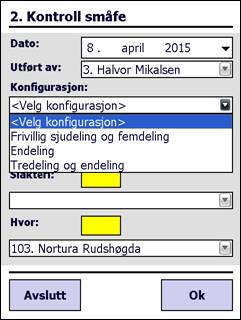 2. Kontroll småfe
Dato:
8 . april 2015
Utført av:
3. Halvor Mikalsen
Konfigurasjon:
<Velg konfigurasjon>
<Velg konfigurasjon>
Frivillig sjudeling og femdeling
Endeling
Tredeling og endeling
Slakteri:
Hvor:
103. Nortura Rudshøgda
Avslutt
Ok